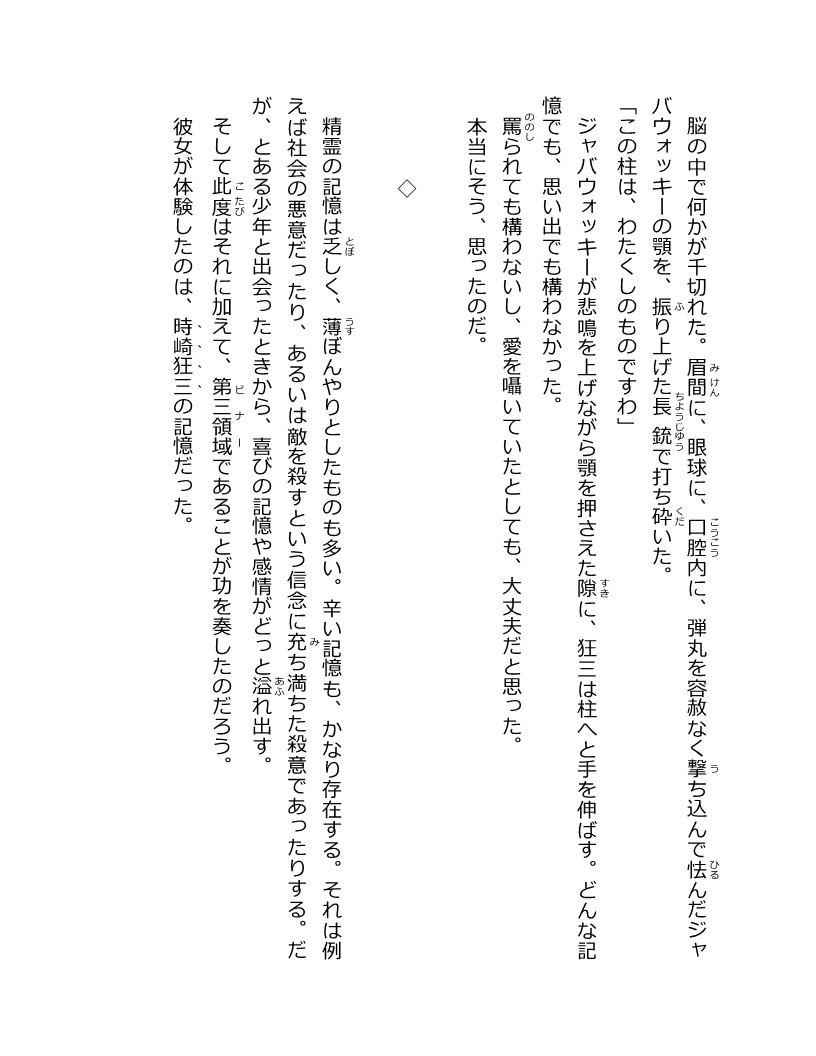 脳の中で何かが千切れた。眉間に、眼球に、口腔内に、弾丸を容赦なく撃ち込んで怯んだジャ
バウォッキーの顎を、振り上げた長銃で打ち砕いた。
「この柱は、わたくしのものですわ」
ジャバウォッキーが悲鳴を上げながら顎を押さえた隙に、狂三は柱へと手を伸ばす。どんな記
憶でも、思い出でも構わなかった。
罵られても構わないし、愛を囁いていたとしても、大丈夫だと思った。
本当にそう、思ったのだ。
◇
精霊の記憶は乏しく、薄ぼんやりとしたものも多い。辛い記憶も、かなり存在する。それは例
えば社会の悪意だったり、あるいは敵を殺すという信念に充ち満ちた殺意であったりする。だ
が、とある少年と出会ったときから、喜びの記憶や感情がどっと溢れ出す。
そして此度はそれに加えて、第三領域であることが功を奏したのだろう。
彼女が体験したのは、時崎狂三の記憶だった。